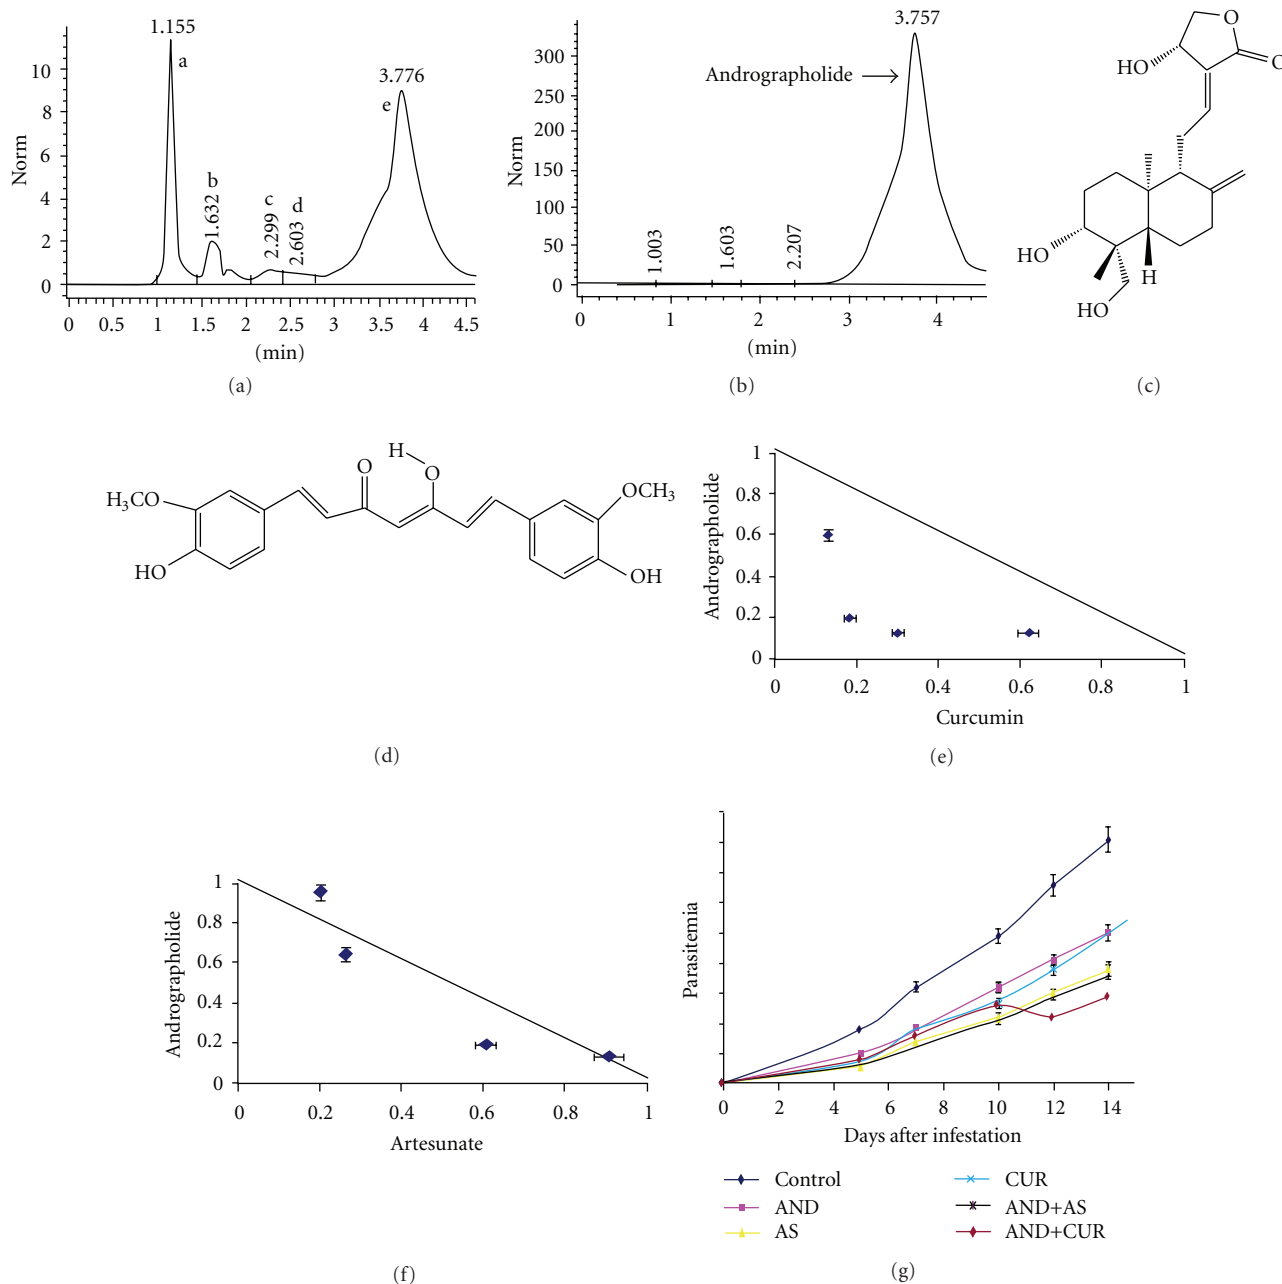 1.155
a
3.776
e
b
1.632
c
2.299
d
2.603
Norm
10
8
6
4
2
0
0 0.5 1 1.5 2 2.5 3 3.5 4 4.5
(min)
(a)
3.757
Andrographolide
1.003
1.603
2.207
Norm
300
250
200
150
100
50
0
0 1 2 3 4
(min)
(b)
O
O
HO
HO
H
HO
(c)
H
O
O
H₃CO
OCH₃
HO
OH
(d)
Andrographolide
1
0.8
0.6
0.4
0.2
0
0 0.2 0.4 0.6 0.8 1
Curcumin
(e)
Andrographolide
1
0.8
0.6
0.4
0.2
0
0 0.2 0.4 0.6 0.8 1
Artesunate
(f)
Parasitemia
0 2 4 6 8 10 12 14
Days after infestation
Control
AND
AS
CUR
AND+AS
AND+CUR
(g)